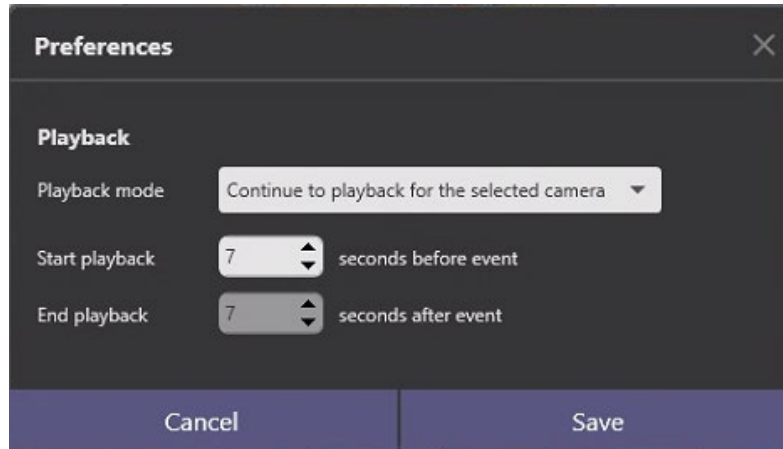 Preferences
Playback
Playback mode Continue to playback for the selected camera
Start playback 7 seconds before event
End playback 7 seconds after event
Cancel Save